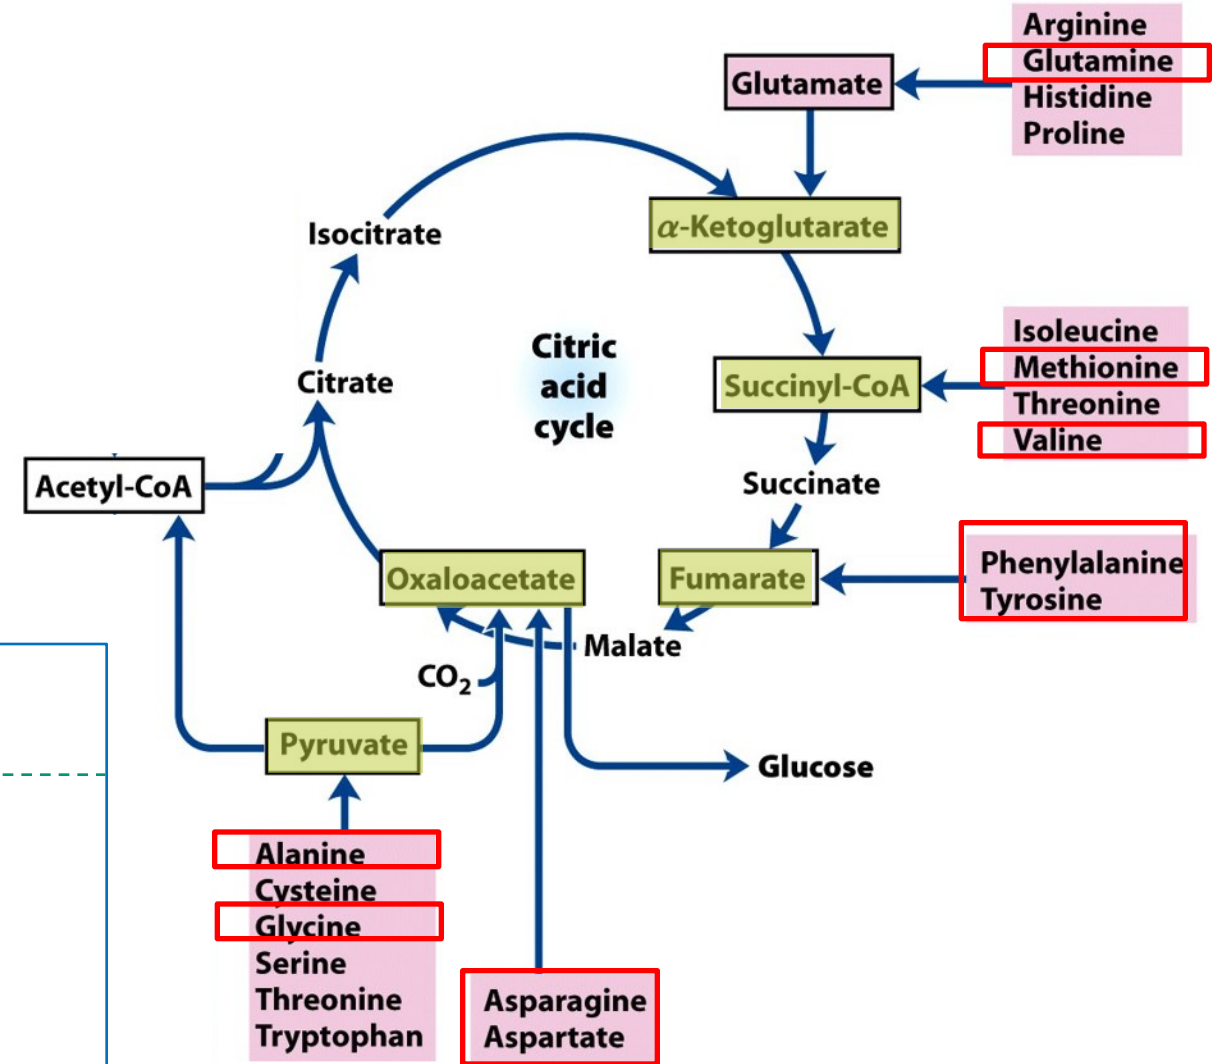 Arginine
Glutamine
Histidine
Proline
Glutamate
α-Ketoglutarate
Isocitrate
Citric
acid
cycle
Isoleucine
Methionine
Threonine
Valine
Citrate
Succinyl-CoA
Acetyl-CoA
Succinate
Oxaloacetate
Fumarate
Phenylalanine
Tyrosine
Malate
CO₂
Pyruvate
Glucose
Alanine
Cysteine
Glycine
Serine
Threonine
Tryptophan
Asparagine
Aspartate